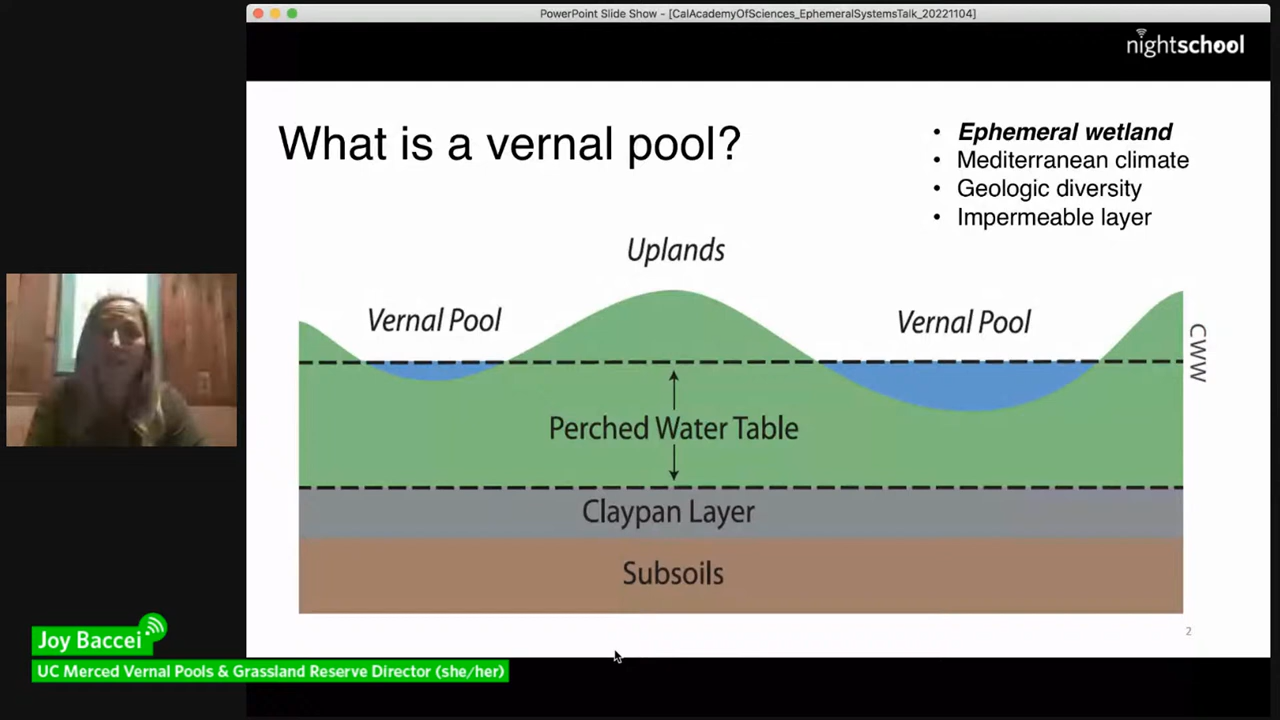 PowerPoint Slide Show - [CalAcademyOfSciences_EphemeralSystemsTalk_20221104]
nightschool
What is a vernal pool?
• Ephemeral wetland
• Mediterranean climate
• Geologic diversity
• Impermeable layer
Uplands
Vernal Pool
Vernal Pool
CWW
Perched Water Table
Claypan Layer
Subsoils
2
Joy Baccei
UC Merced Vernal Pools & Grassland Reserve Director (she/her)